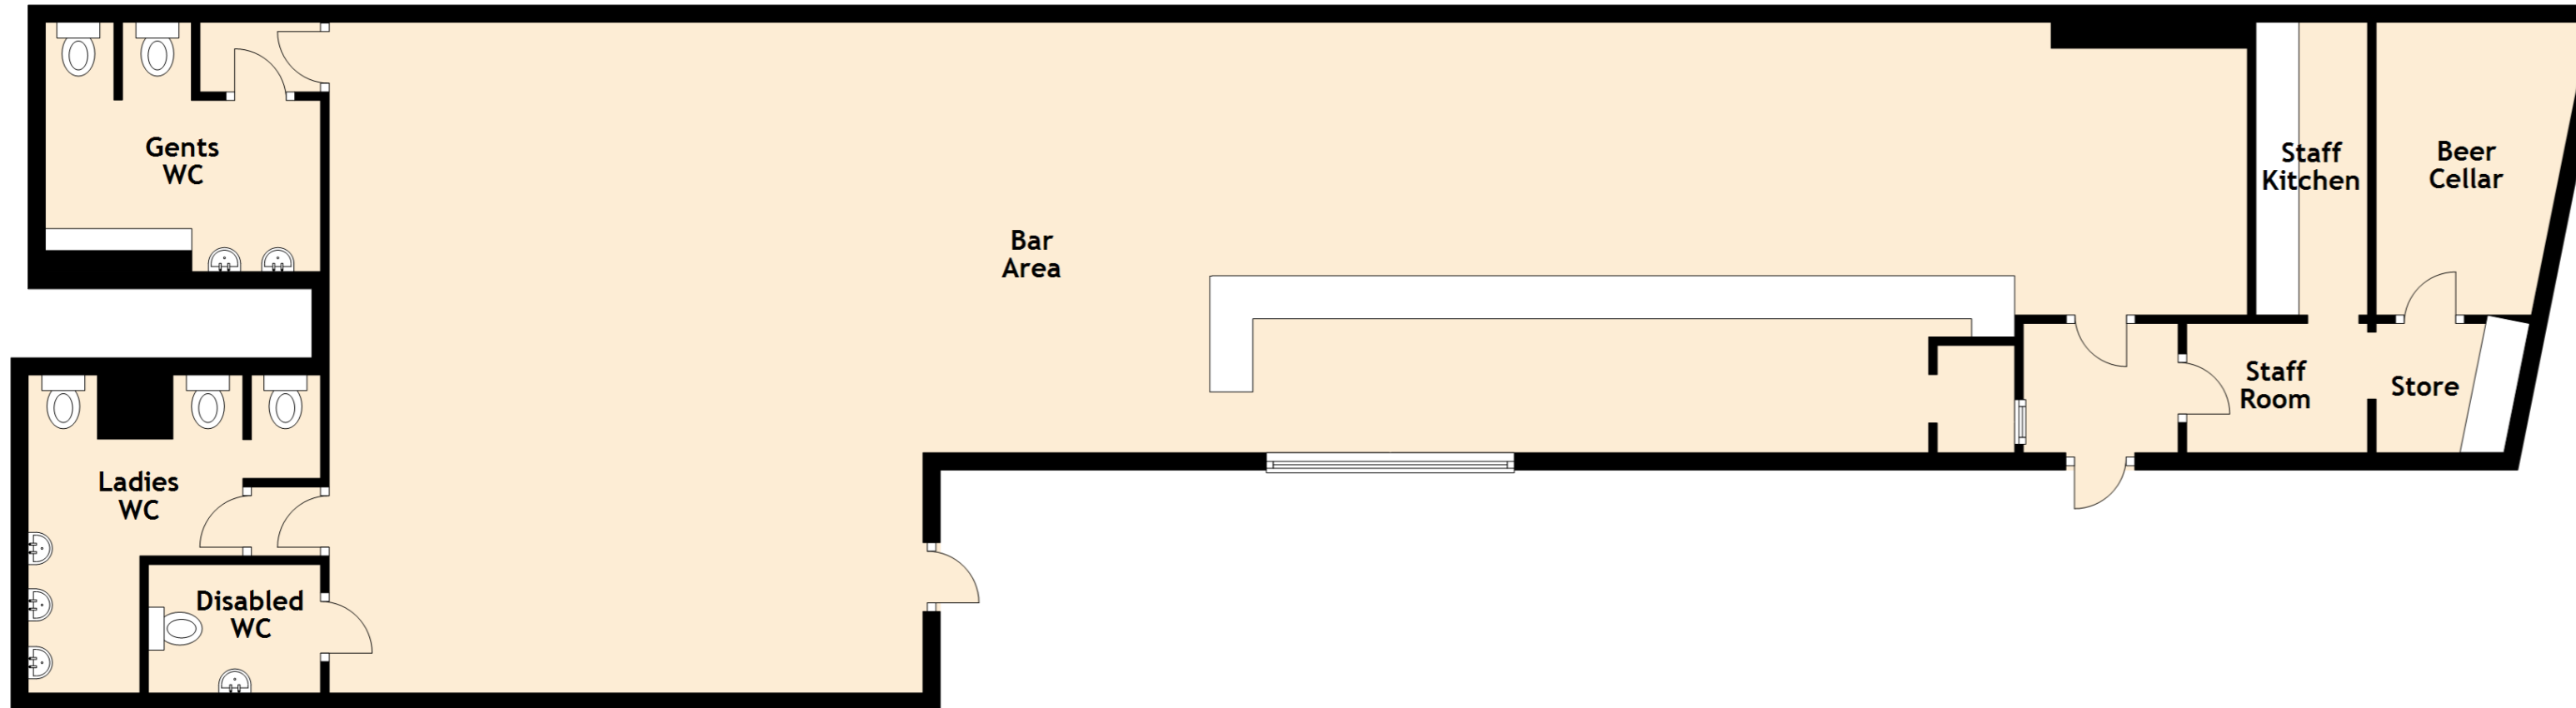 Gents
WC
Bar
Area
Staff
Kitchen
Beer
Cellar
Staff
Room
Store
Ladies
WC
Disabled
WC